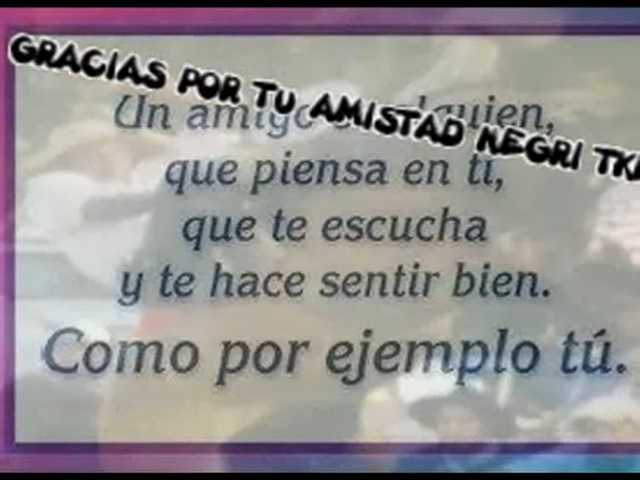 GRACIAS POR TU AMISTAD NEGRI
Un amigo
que piensa en ti,
que te escucha
y te hace sentir bien.
Como por ejemplo tú.